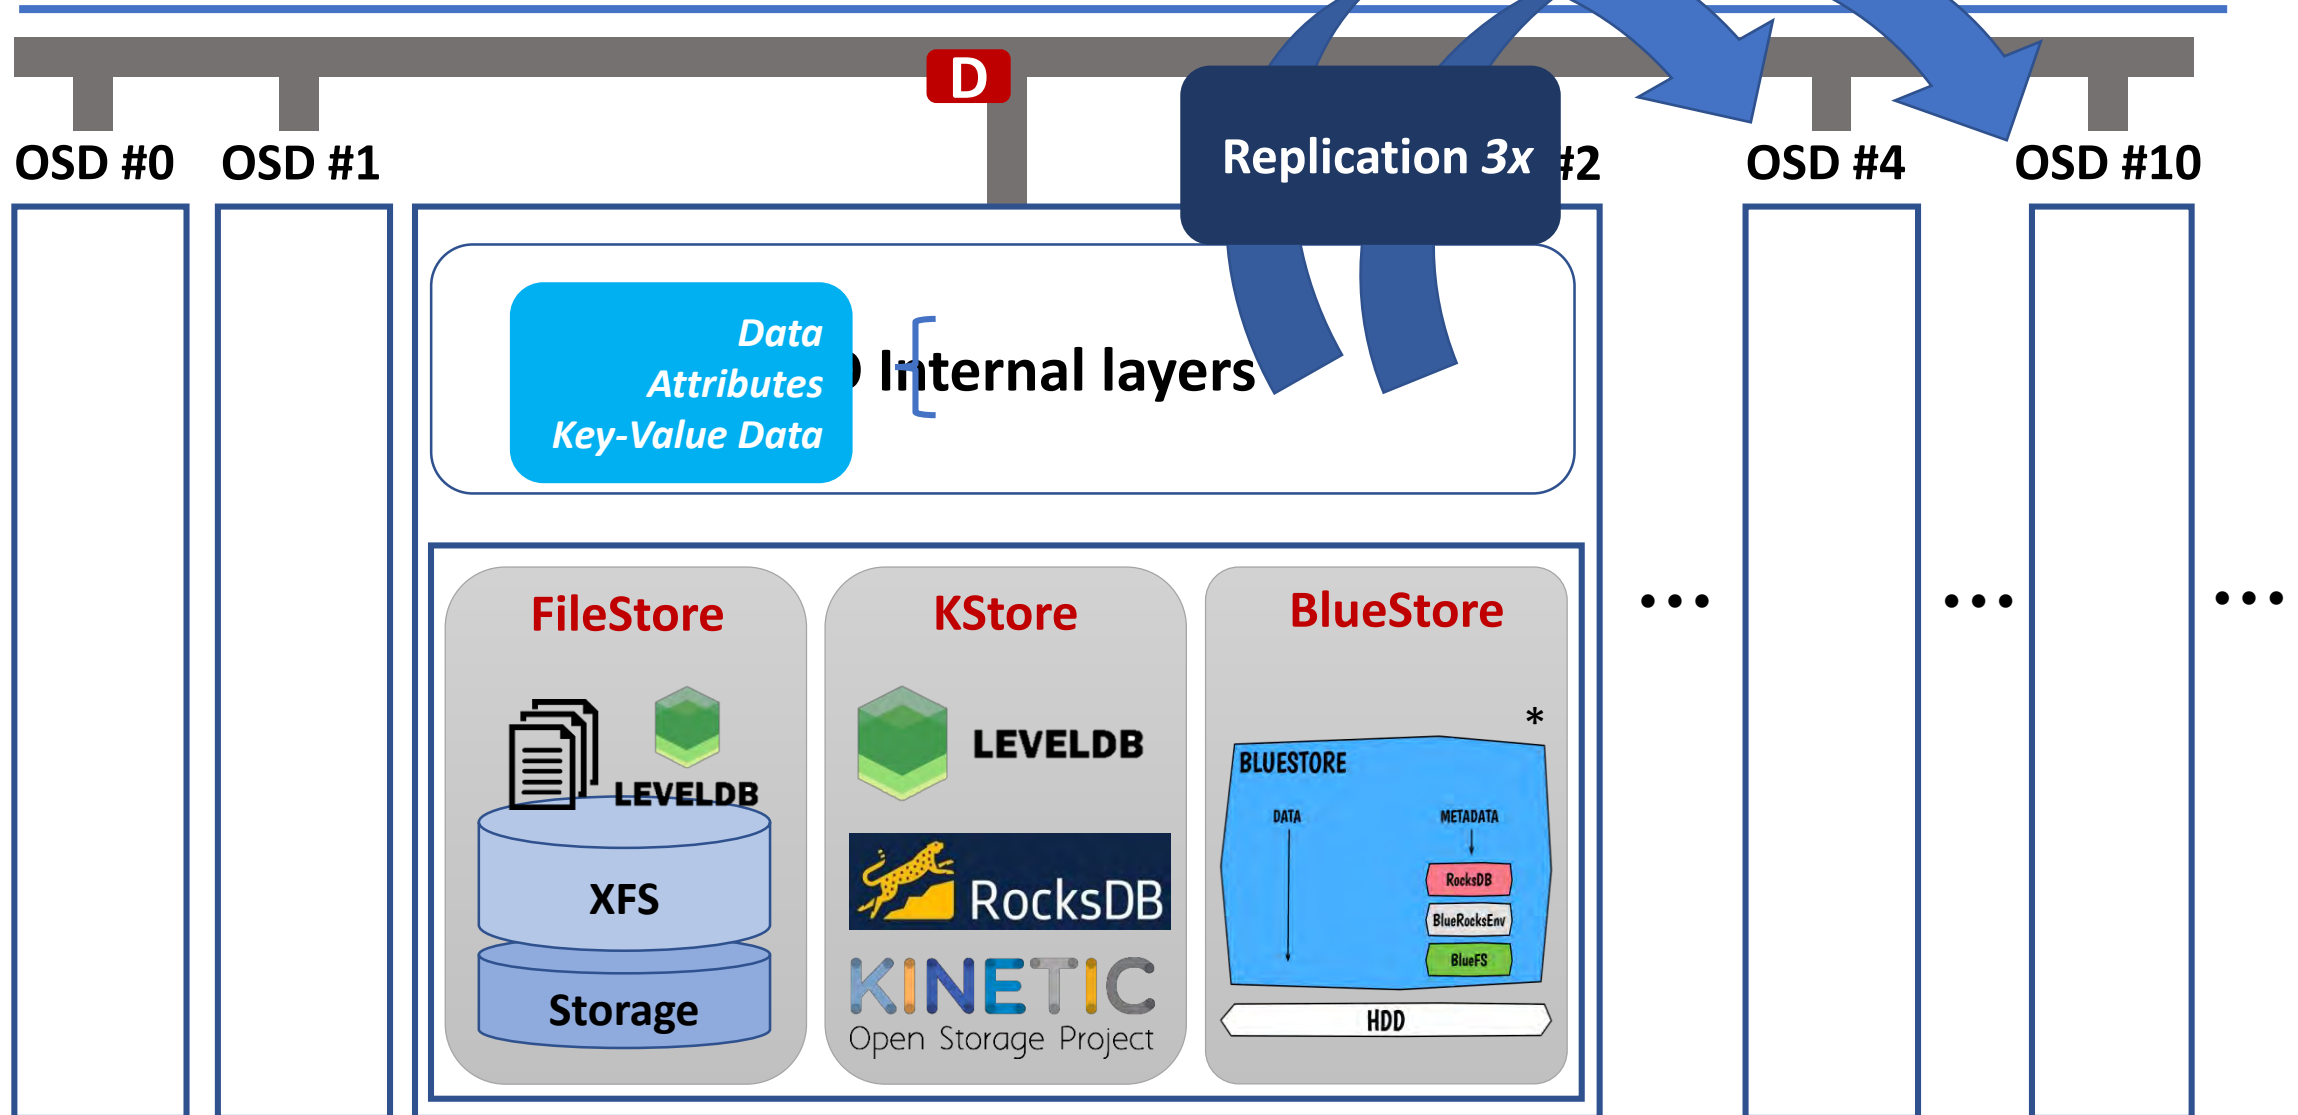 D
OSD #0
OSD #1
Replication 3x
#2
OSD #4
OSD #10
Data
Attributes
Key-Value Data
Internal layers
FileStore
LEVELDB
XFS
Storage
KStore
LEVELDB
RocksDB
KINETIC
Open Storage Project
BlueStore
*
BLUESTORE
DATA
METADATA
RocksDB
BlueRocksEnv
BlueFS
HDD
...
...
...